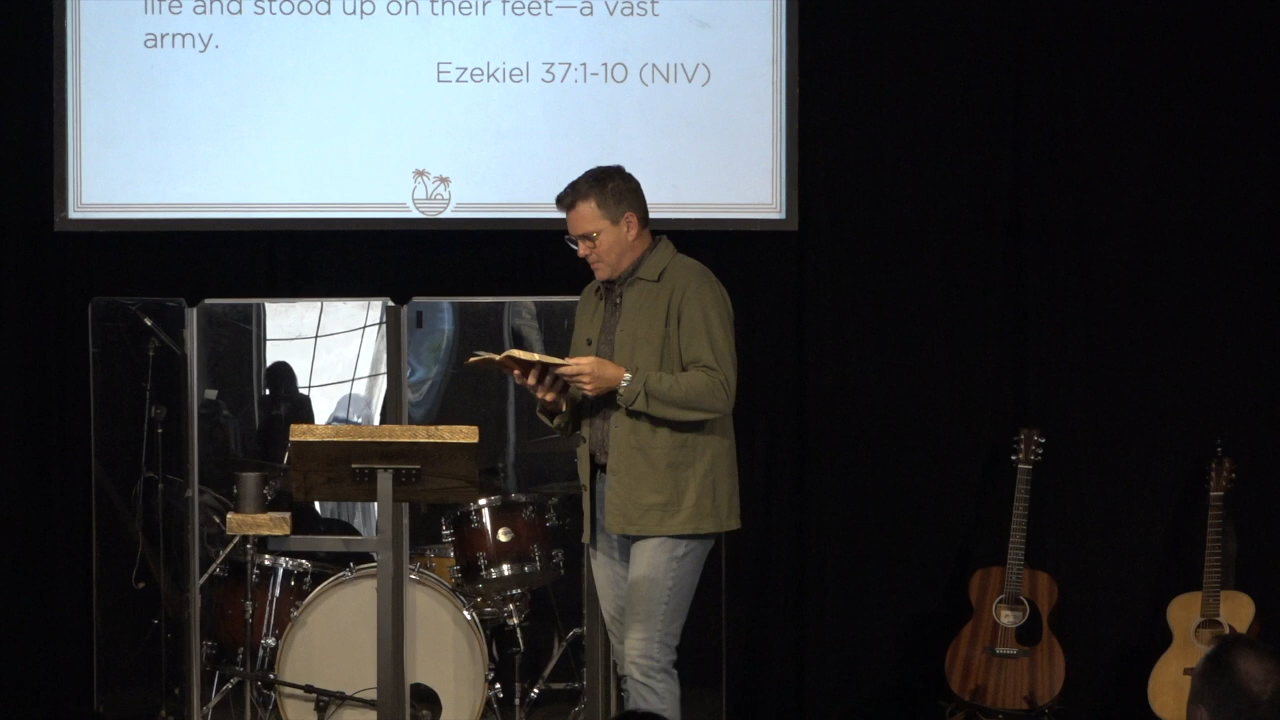 life and stood up on their feet—a vast
army.
Ezekiel 37:1-10 (NIV)